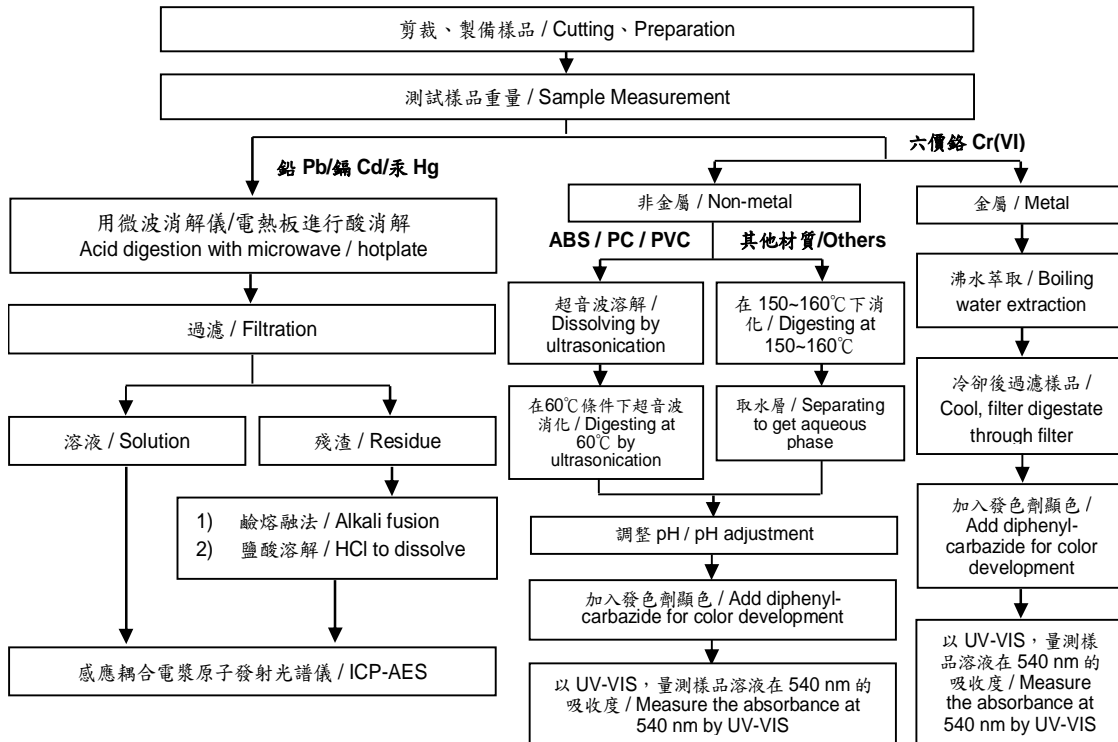 剪裁、製備樣品 / Cutting、Preparation
測試樣品重量 / Sample Measurement
鉛 Pb/鎘 Cd/汞 Hg
六價鉻 Cr(VI)
用微波消解儀/電熱板進行酸消解
Acid digestion with microwave / hotplate
過濾 / Filtration
溶液 / Solution
殘渣 / Residue
1) 鹼熔融法 / Alkali fusion
2) 鹽酸溶解 / HCl to dissolve
感應耦合電漿原子發射光譜儀 / ICP-AES
非金屬 / Non-metal
ABS / PC / PVC
其他材質/Others
超音波溶解 /
Dissolving by
ultrasonication
在60℃條件下超音波
消化 / Digesting at
60℃ by
ultrasonication
在 150~160℃下消
化 / Digesting at
150~160℃
取水層 / Separating
to get aqueous
phase
調整 pH / pH adjustment
加入發色劑顯色 / Add diphenyl-
carbazide for color development
以 UV-VIS，量測樣品溶液在 540 nm 的
吸收度 / Measure the absorbance at
540 nm by UV-VIS
金屬 / Metal
沸水萃取 / Boiling
water extraction
冷卻後過濾樣品 /
Cool, filter digestate
through filter
加入發色劑顯色 /
Add diphenyl-
carbazide for color
development
以 UV-VIS，量測樣
品溶液在 540 nm 的
吸收度 / Measure
the absorbance at
540 nm by UV-VIS